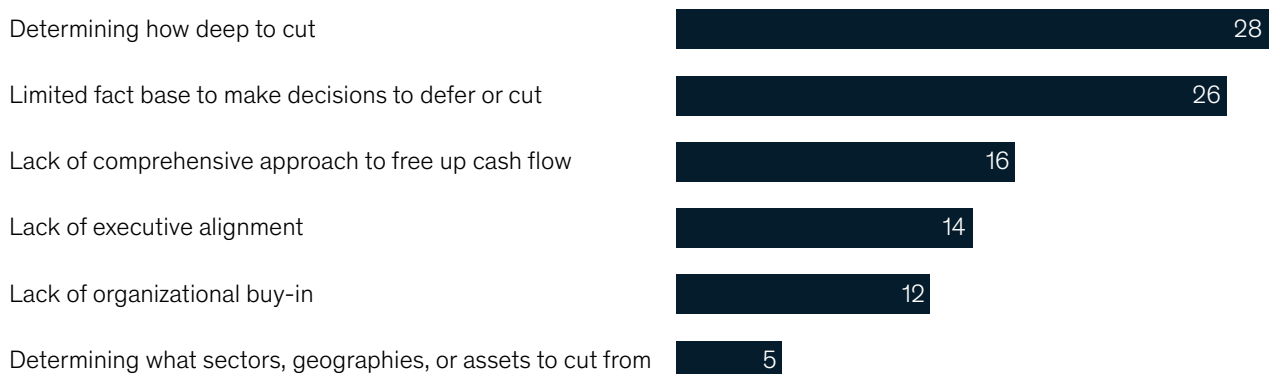 Determining how deep to cut 28
Limited fact base to make decisions to defer or cut 26
Lack of comprehensive approach to free up cash flow 16
Lack of executive alignment 14
Lack of organizational buy-in 12
Determining what sectors, geographies, or assets to cut from 5